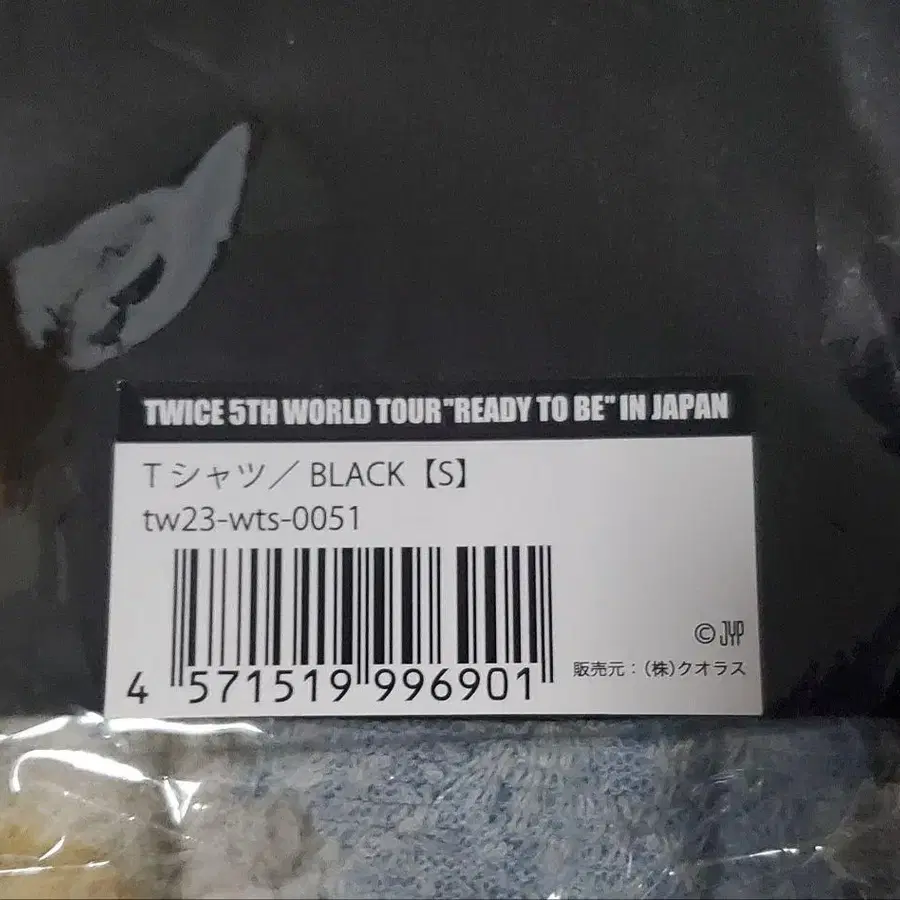 TWICE 5TH WORLD TOUR "READY TO BE" IN JAPAN
Tシャツ／BLACK【S】
tw23-wts-0051
4 571519 996901
© JYP
販売元：(株)クオラス